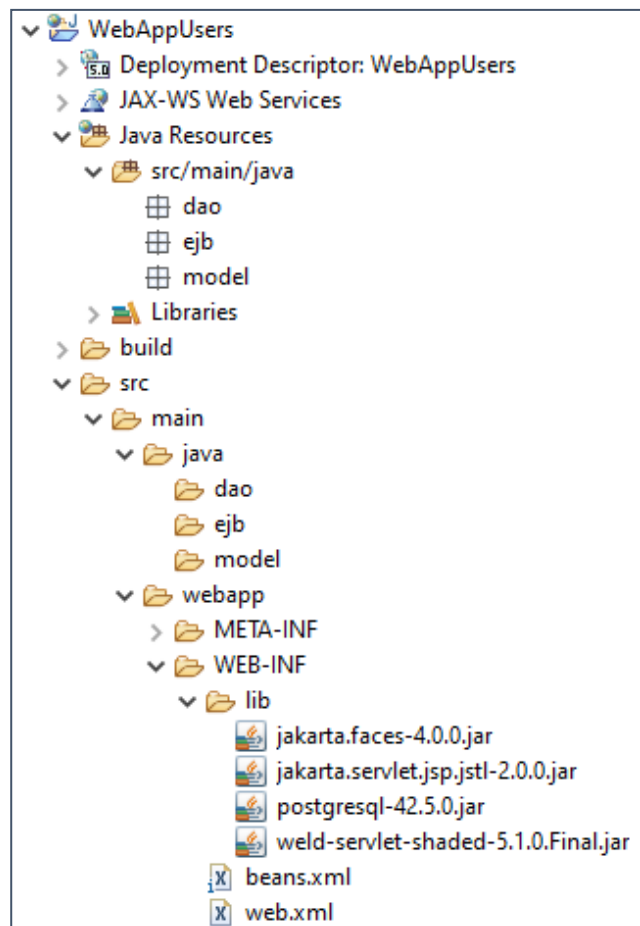 WebAppUsers
5.0 Deployment Descriptor: WebAppUsers
JAX-WS Web Services
Java Resources
src/main/java
dao
ejb
model
Libraries
build
src
main
java
dao
ejb
model
webapp
META-INF
WEB-INF
lib
jakarta.faces-4.0.0.jar
jakarta.servlet.jsp.jstl-2.0.0.jar
postgresql-42.5.0.jar
weld-servlet-shaded-5.1.0.Final.jar
beans.xml
web.xml